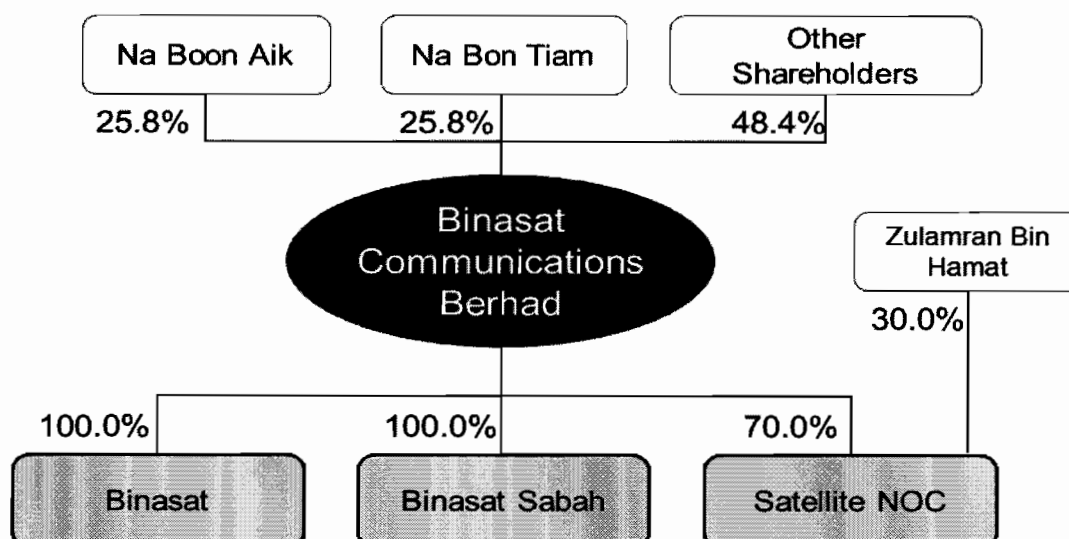 Na Boon Aik
Na Bon Tiam
Other
Shareholders
25.8%
25.8%
48.4%
Binasat
Communications
Berhad
Zulamran Bin
Hamat
30.0%
100.0%
100.0%
70.0%
Binasat
Binasat Sabah
Satellite NOC